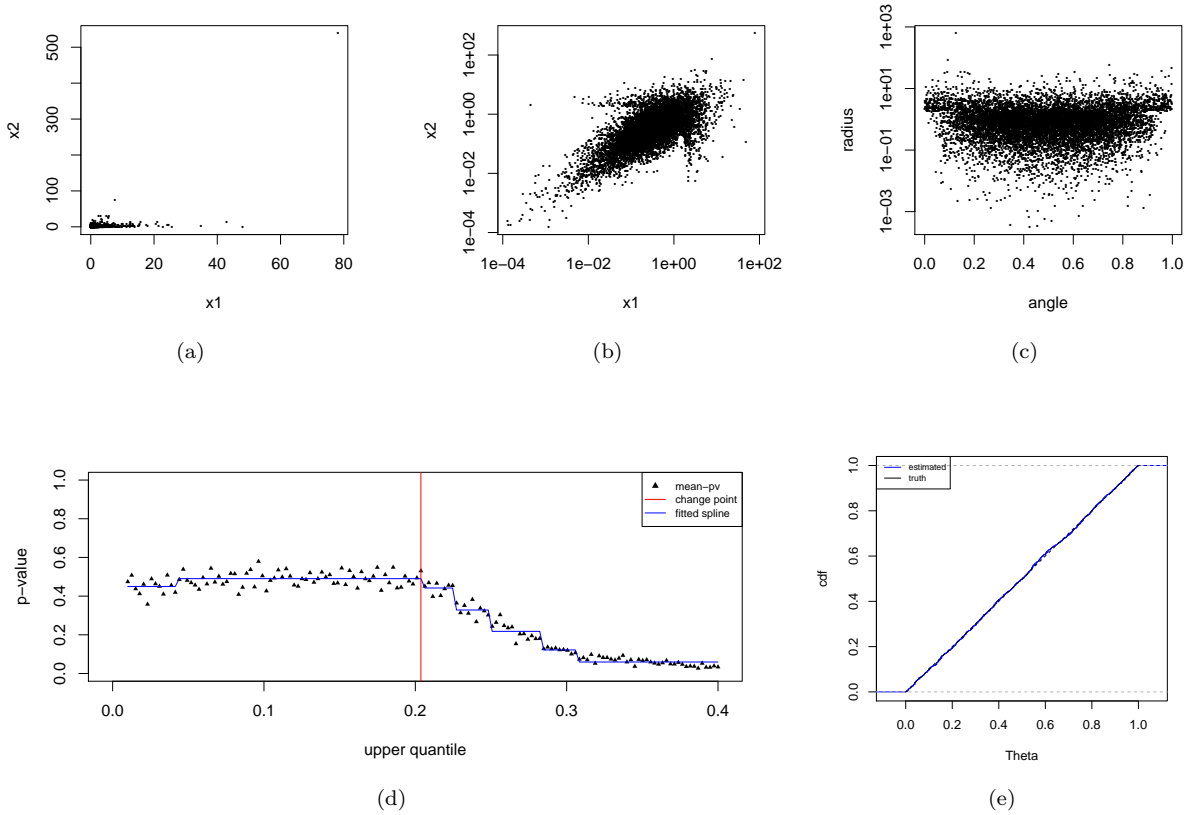 0 100 300 500
x2
0 20 40 60 80
x1
(a)
1e−04 1e−02 1e+00 1e+02
x2
1e−04 1e−02 1e+00 1e+02
x1
(b)
1e−03 1e−01 1e+01 1e+03
radius
0.0 0.2 0.4 0.6 0.8 1.0
angle
(c)
0.0 0.2 0.4 0.6 0.8 1.0
p−value
mean−pv
change point
fitted spline
0.0 0.1 0.2 0.3 0.4
upper quantile
(d)
0.0 0.2 0.4 0.6 0.8 1.0
cdf
estimated
truth
0.0 0.2 0.4 0.6 0.8 1.0
Theta
(e)